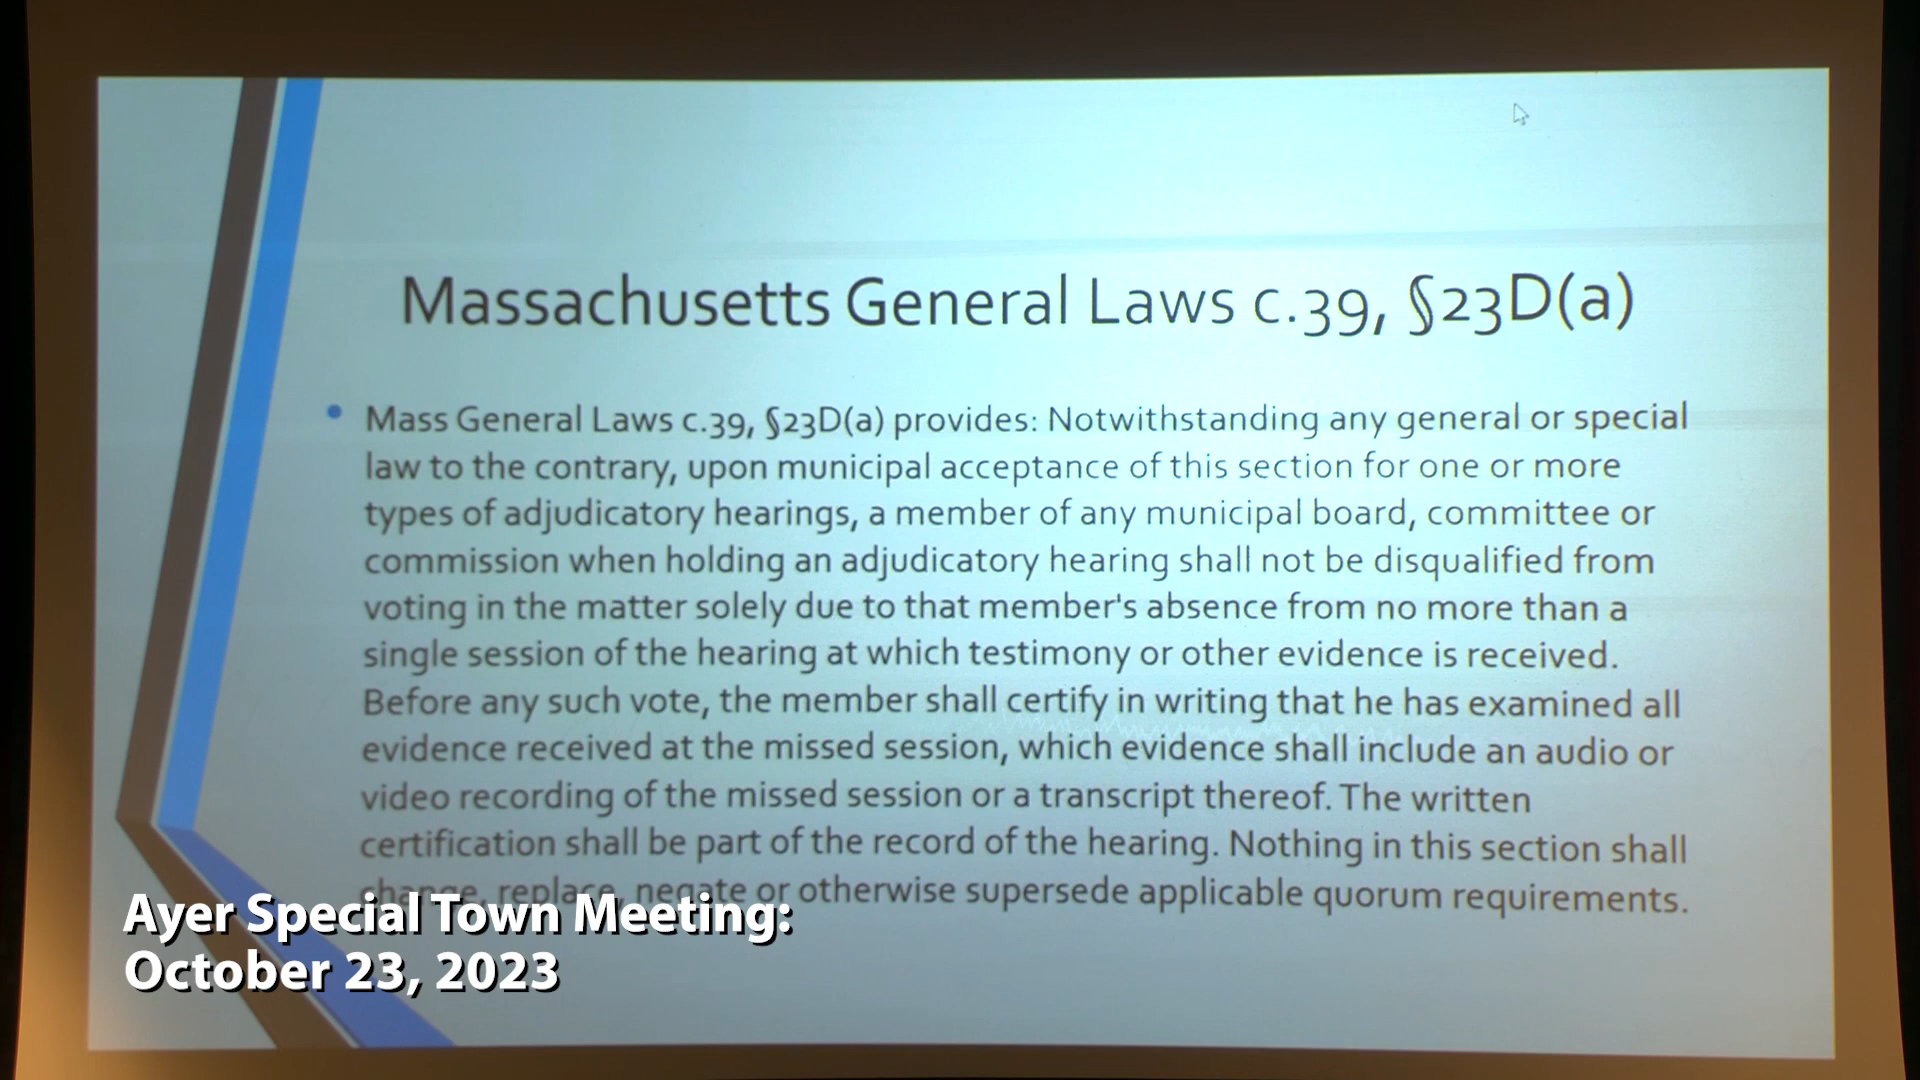 Massachusetts General Laws c.39, §23D(a)
• Mass General Laws c.39, §23D(a) provides: Notwithstanding any general or special
law to the contrary, upon municipal acceptance of this section for one or more
types of adjudicatory hearings, a member of any municipal board, committee or
commission when holding an adjudicatory hearing shall not be disqualified from
voting in the matter solely due to that member's absence from no more than a
single session of the hearing at which testimony or other evidence is received.
Before any such vote, the member shall certify in writing that he has examined all
evidence received at the missed session, which evidence shall include an audio or
video recording of the missed session or a transcript thereof. The written
certification shall be part of the record of the hearing. Nothing in this section shall
change, replace, negate or otherwise supersede applicable quorum requirements.
Ayer Special Town Meeting:
October 23, 2023